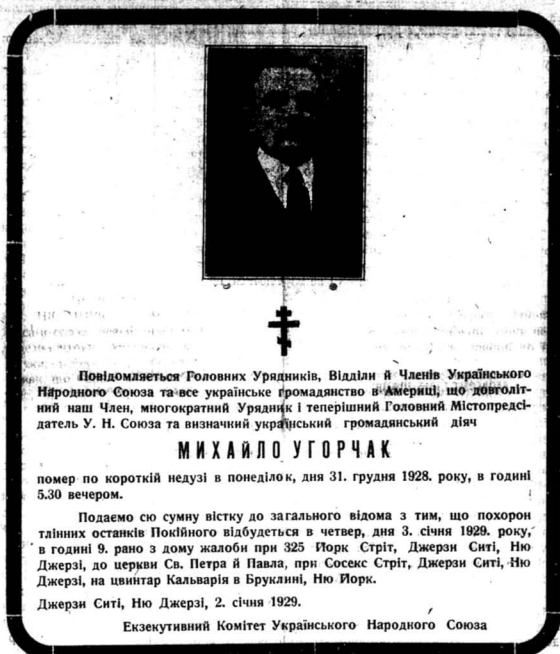 Повідомляється Головних Урядників, Відділи й Членів Українського
Народного Союза та все українське громадянство в Америці, що довголіт-
ний наш Член, многократний Урядник і теперішний Головний Містопредсі-
датель У. Н. Союза та визначний український громадянський діяч
МИХАЙЛО УГОРЧАК
помер по короткій недузі в понеділок, дня 31. грудня 1928. року, в годині
5.30 вечером.
Подаемо сю сумну вістку до загального відома з тим, що похорон
тлінних останків Покійного відбудеться в четвер, дня 3. січня 1929. року,
в годині 9. рано з дому жалоби при 325 Йорк Стріт, Джерзи Ситі, Ню
Джерзі, до церкви Св. Петра й Павла, при Сосекс Стріт, Джерзи Ситі, Ню
Джерзі, на цвинтар Кальварія в Бруклині, Ню Йорк.
Джерзи Ситі, Ню Джерзі, 2. січня 1929.
Екзекутивний Комітет Українського Народного Союза